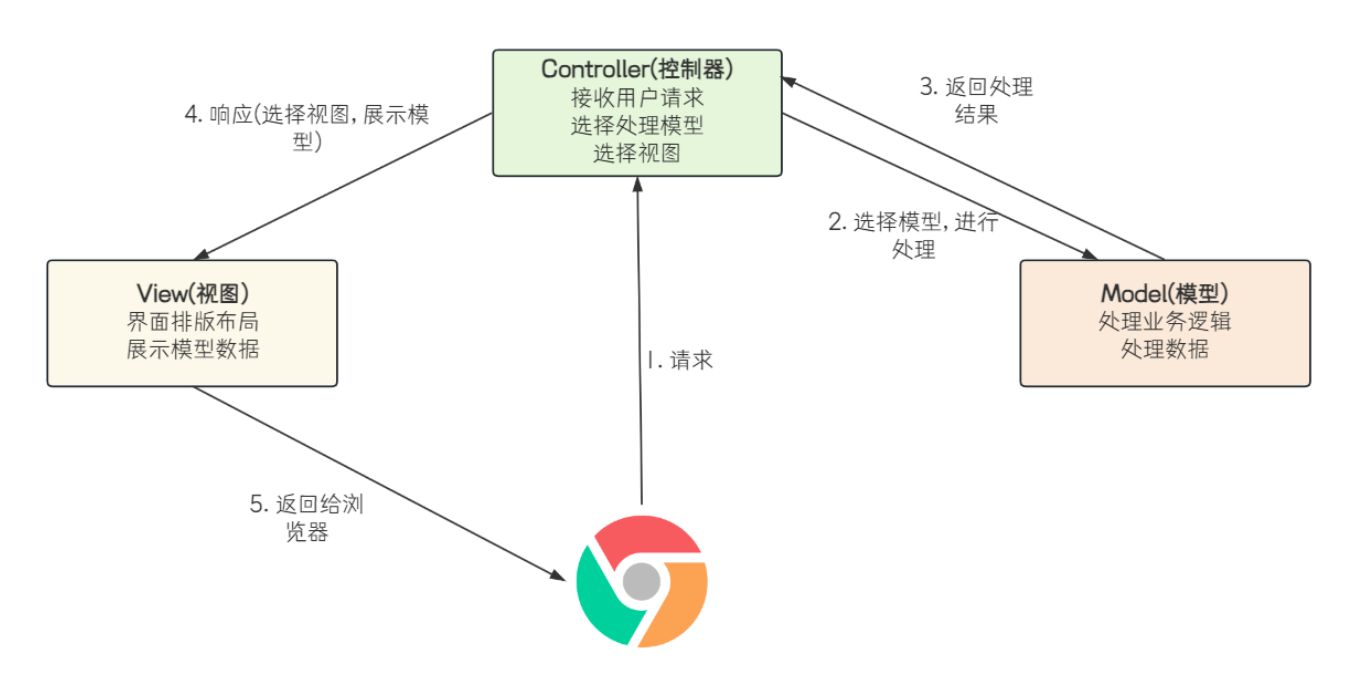 Controller(控制器)
接收用户请求
选择处理模型
选择视图
4. 响应(选择视图, 展示模
型)
3. 返回处理
结果
2. 选择模型, 进行
处理
View(视图)
界面排版布局
展示模型数据
Model(模型)
处理业务逻辑
处理数据
1. 请求
5. 返回给浏
览器